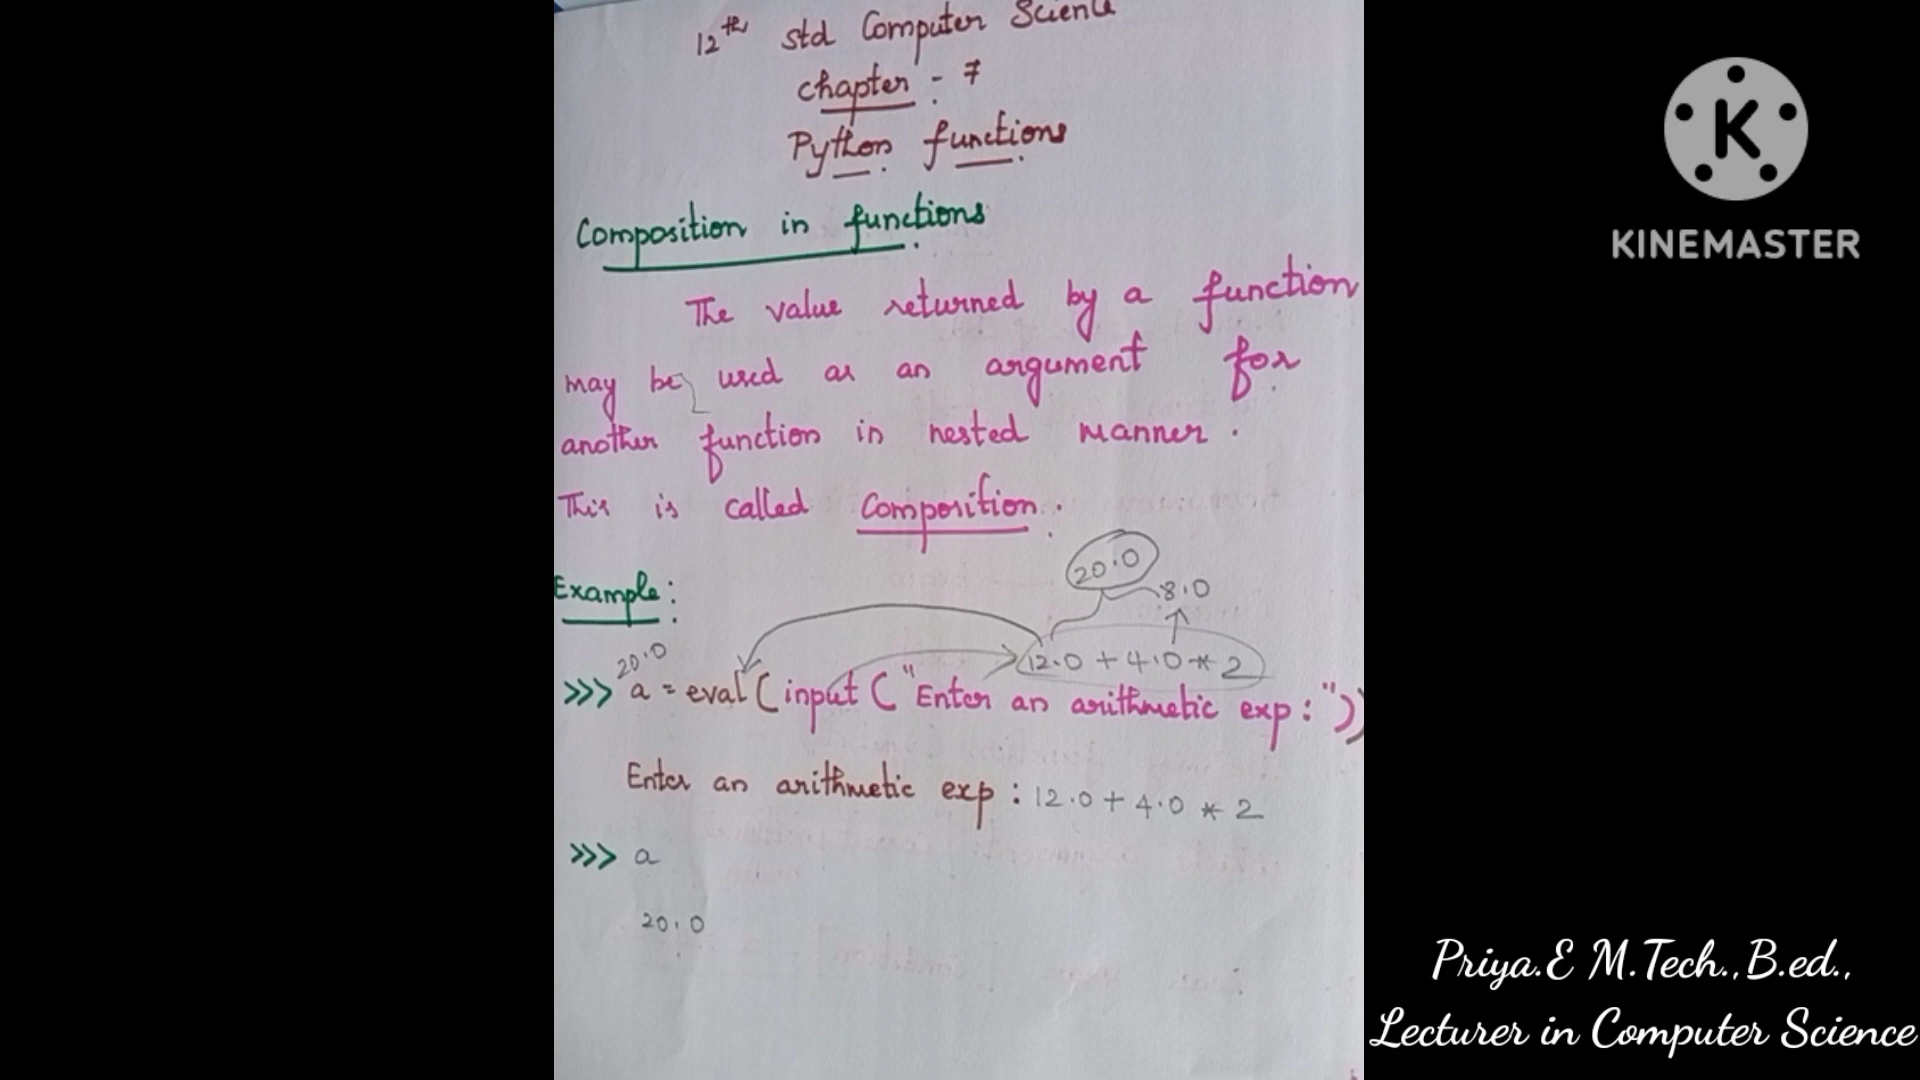 12th std Computer Science
chapter : 7
Python functions
Composition in functions
The value returned by a function
may be used as an argument for
another function in nested manner.
This is called Composition.
20.0
Example:
8.0
20.0
12.0 + 4.0 * 2
>>> a = eval ( input ( "Enter an arithmetic exp : "))
Enter an arithmetic exp : 12.0 + 4.0 * 2
>>> a
20.0
K
KINEMASTER
Priya.E M.Tech.,B.ed.,
Lecturer in Computer Science